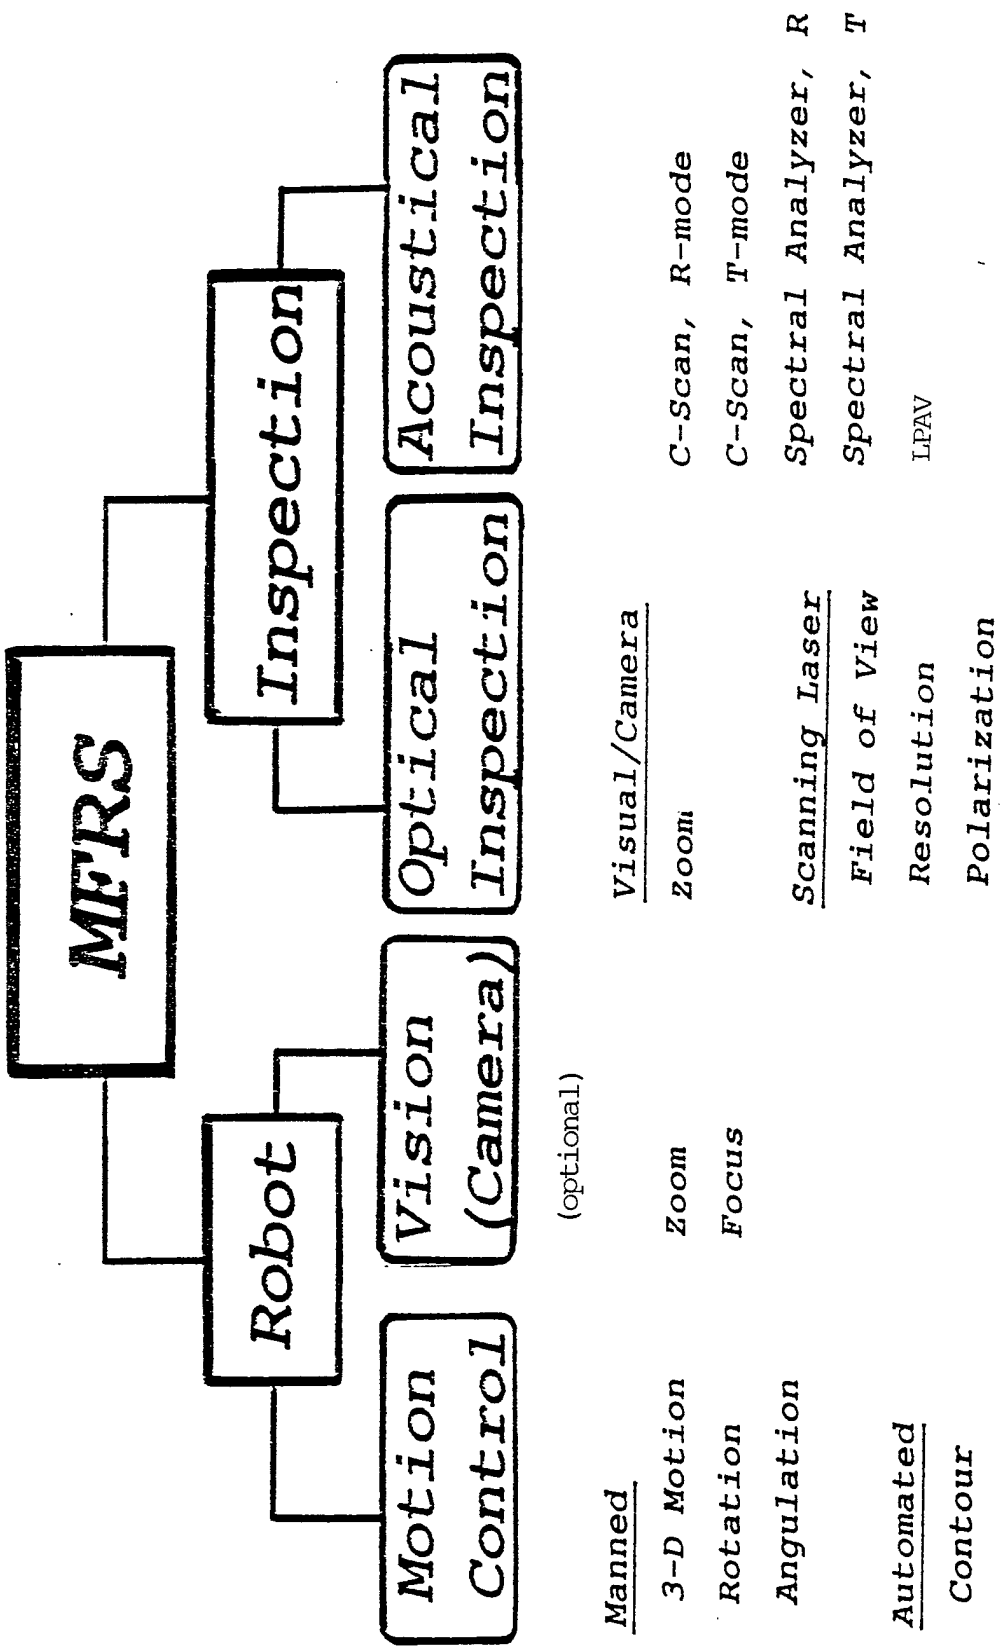 MFRS
Robot
Inspection
Motion
Control
Vision
(Camera)
Optical
Inspection
Acoustical
Inspection
(optional)
Manned
3-D Motion
Rotation
Angulation
Automated
Contour
Zoom
Focus
Visual/Camera
Zoom
Scanning Laser
Field of View
Resolution
Polarization
C-Scan, R-mode
C-Scan, T-mode
Spectral Analyzer, R
Spectral Analyzer, T
LPAV